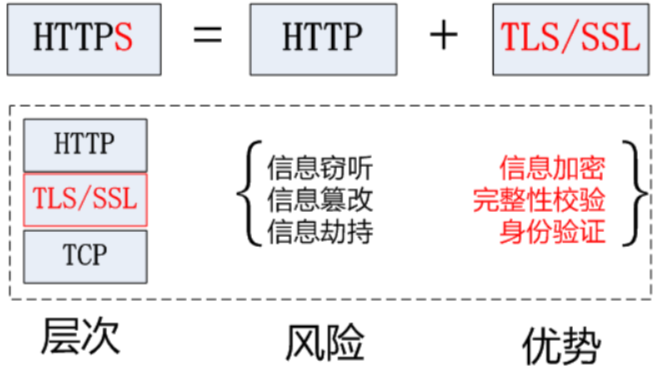 HTTPS = HTTP + TLS/SSL
HTTP
TLS/SSL
TCP
信息窃听
信息篡改
信息劫持
信息加密
完整性校验
身份验证
层次
风险
优势